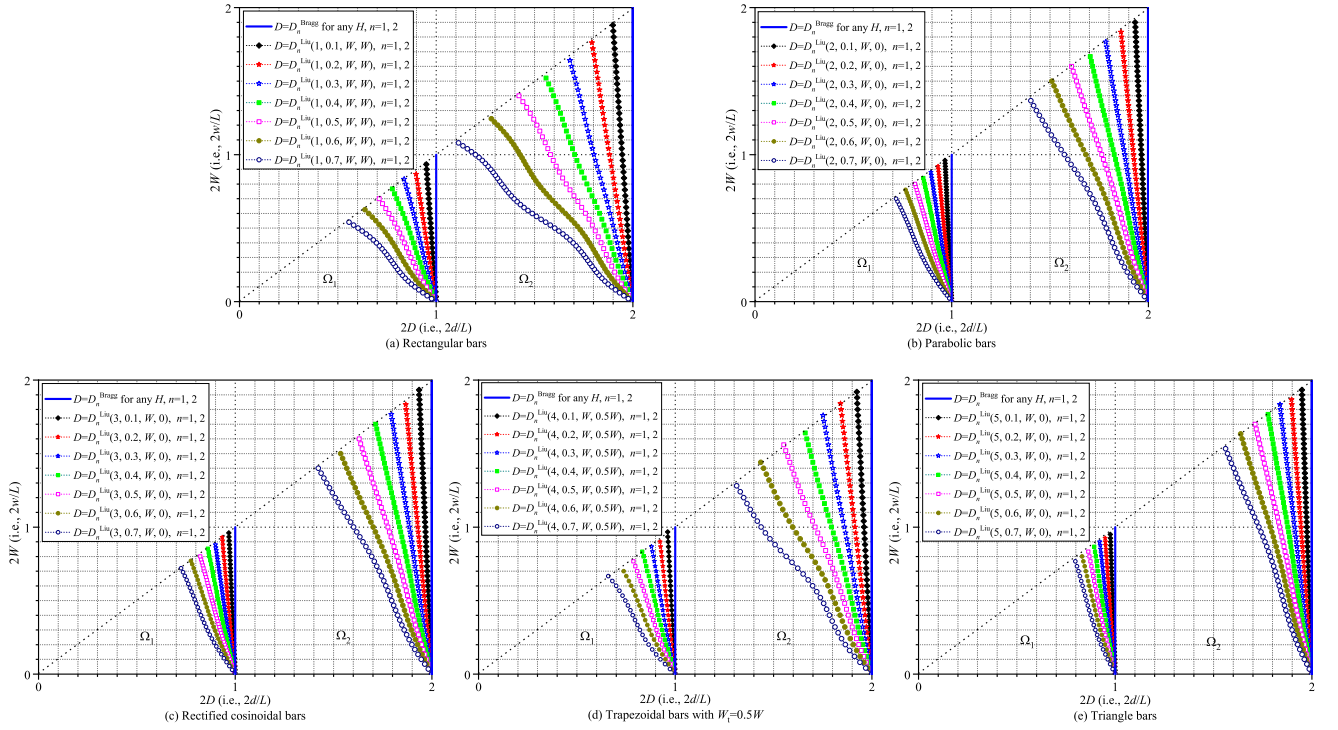 2
1
0
2W (i.e., 2w/L)
D=D_n^Bragg for any H, n=1, 2
D=D_n^Liu(1, 0.1, W, W), n=1, 2
D=D_n^Liu(1, 0.2, W, W), n=1, 2
D=D_n^Liu(1, 0.3, W, W), n=1, 2
D=D_n^Liu(1, 0.4, W, W), n=1, 2
D=D_n^Liu(1, 0.5, W, W), n=1, 2
D=D_n^Liu(1, 0.6, W, W), n=1, 2
D=D_n^Liu(1, 0.7, W, W), n=1, 2
Ω₁ Ω₂
0 1 2
2D (i.e., 2d/L)
(a) Rectangular bars
2
1
0
2W (i.e., 2w/L)
D=D_n^Bragg for any H, n=1, 2
D=D_n^Liu(2, 0.1, W, 0), n=1, 2
D=D_n^Liu(2, 0.2, W, 0), n=1, 2
D=D_n^Liu(2, 0.3, W, 0), n=1, 2
D=D_n^Liu(2, 0.4, W, 0), n=1, 2
D=D_n^Liu(2, 0.5, W, 0), n=1, 2
D=D_n^Liu(2, 0.6, W, 0), n=1, 2
D=D_n^Liu(2, 0.7, W, 0), n=1, 2
Ω₁ Ω₂
0 1 2
2D (i.e., 2d/L)
(b) Parabolic bars
2
1
0
2W (i.e., 2w/L)
D=D_n^Bragg for any H, n=1, 2
D=D_n^Liu(3, 0.1, W, 0), n=1, 2
D=D_n^Liu(3, 0.2, W, 0), n=1, 2
D=D_n^Liu(3, 0.3, W, 0), n=1, 2
D=D_n^Liu(3, 0.4, W, 0), n=1, 2
D=D_n^Liu(3, 0.5, W, 0), n=1, 2
D=D_n^Liu(3, 0.6, W, 0), n=1, 2
D=D_n^Liu(3, 0.7, W, 0), n=1, 2
Ω₁ Ω₂
0 1 2
2D (i.e., 2d/L)
(c) Rectified cosinoidal bars
2
1
0
2W (i.e., 2w/L)
D=D_n^Bragg for any H, n=1, 2
D=D_n^Liu(4, 0.1, W, 0.5W), n=1, 2
D=D_n^Liu(4, 0.2, W, 0.5W), n=1, 2
D=D_n^Liu(4, 0.3, W, 0.5W), n=1, 2
D=D_n^Liu(4, 0.4, W, 0.5W), n=1, 2
D=D_n^Liu(4, 0.5, W, 0.5W), n=1, 2
D=D_n^Liu(4, 0.6, W, 0.5W), n=1, 2
D=D_n^Liu(4, 0.7, W, 0.5W), n=1, 2
Ω₁ Ω₂
0 1 2
2D (i.e., 2d/L)
(d) Trapezoidal bars with W_t=0.5W
2
1
0
2W (i.e., 2w/L)
D=D_n^Bragg for any H, n=1, 2
D=D_n^Liu(5, 0.1, W, 0), n=1, 2
D=D_n^Liu(5, 0.2, W, 0), n=1, 2
D=D_n^Liu(5, 0.3, W, 0), n=1, 2
D=D_n^Liu(5, 0.4, W, 0), n=1, 2
D=D_n^Liu(5, 0.5, W, 0), n=1, 2
D=D_n^Liu(5, 0.6, W, 0), n=1, 2
D=D_n^Liu(5, 0.7, W, 0), n=1, 2
Ω₁ Ω₂
0 1 2
2D (i.e., 2d/L)
(e) Triangle bars